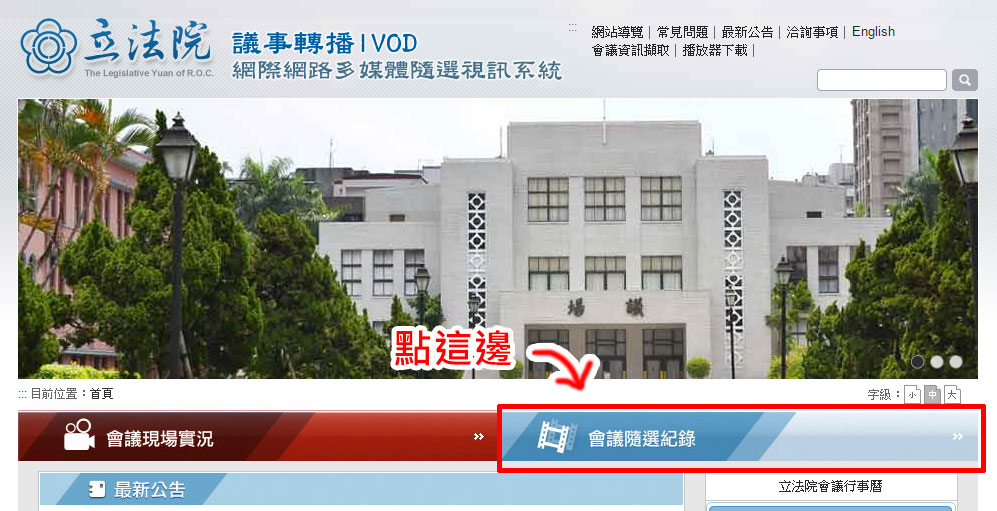 立法院
The Legislative Yuan of R.O.C.
議事轉播IVOD
網際網路多媒體隨選視訊系統
::: 網站導覽 | 常見問題 | 最新公告 | 洽詢事項 | English
會議資訊擷取 | 播放器下載 |
場議
點這邊
::: 目前位置：首頁
字級： 小 中 大
會議現場實況 »
會議隨選紀錄 »
最新公告
立法院會議行事曆